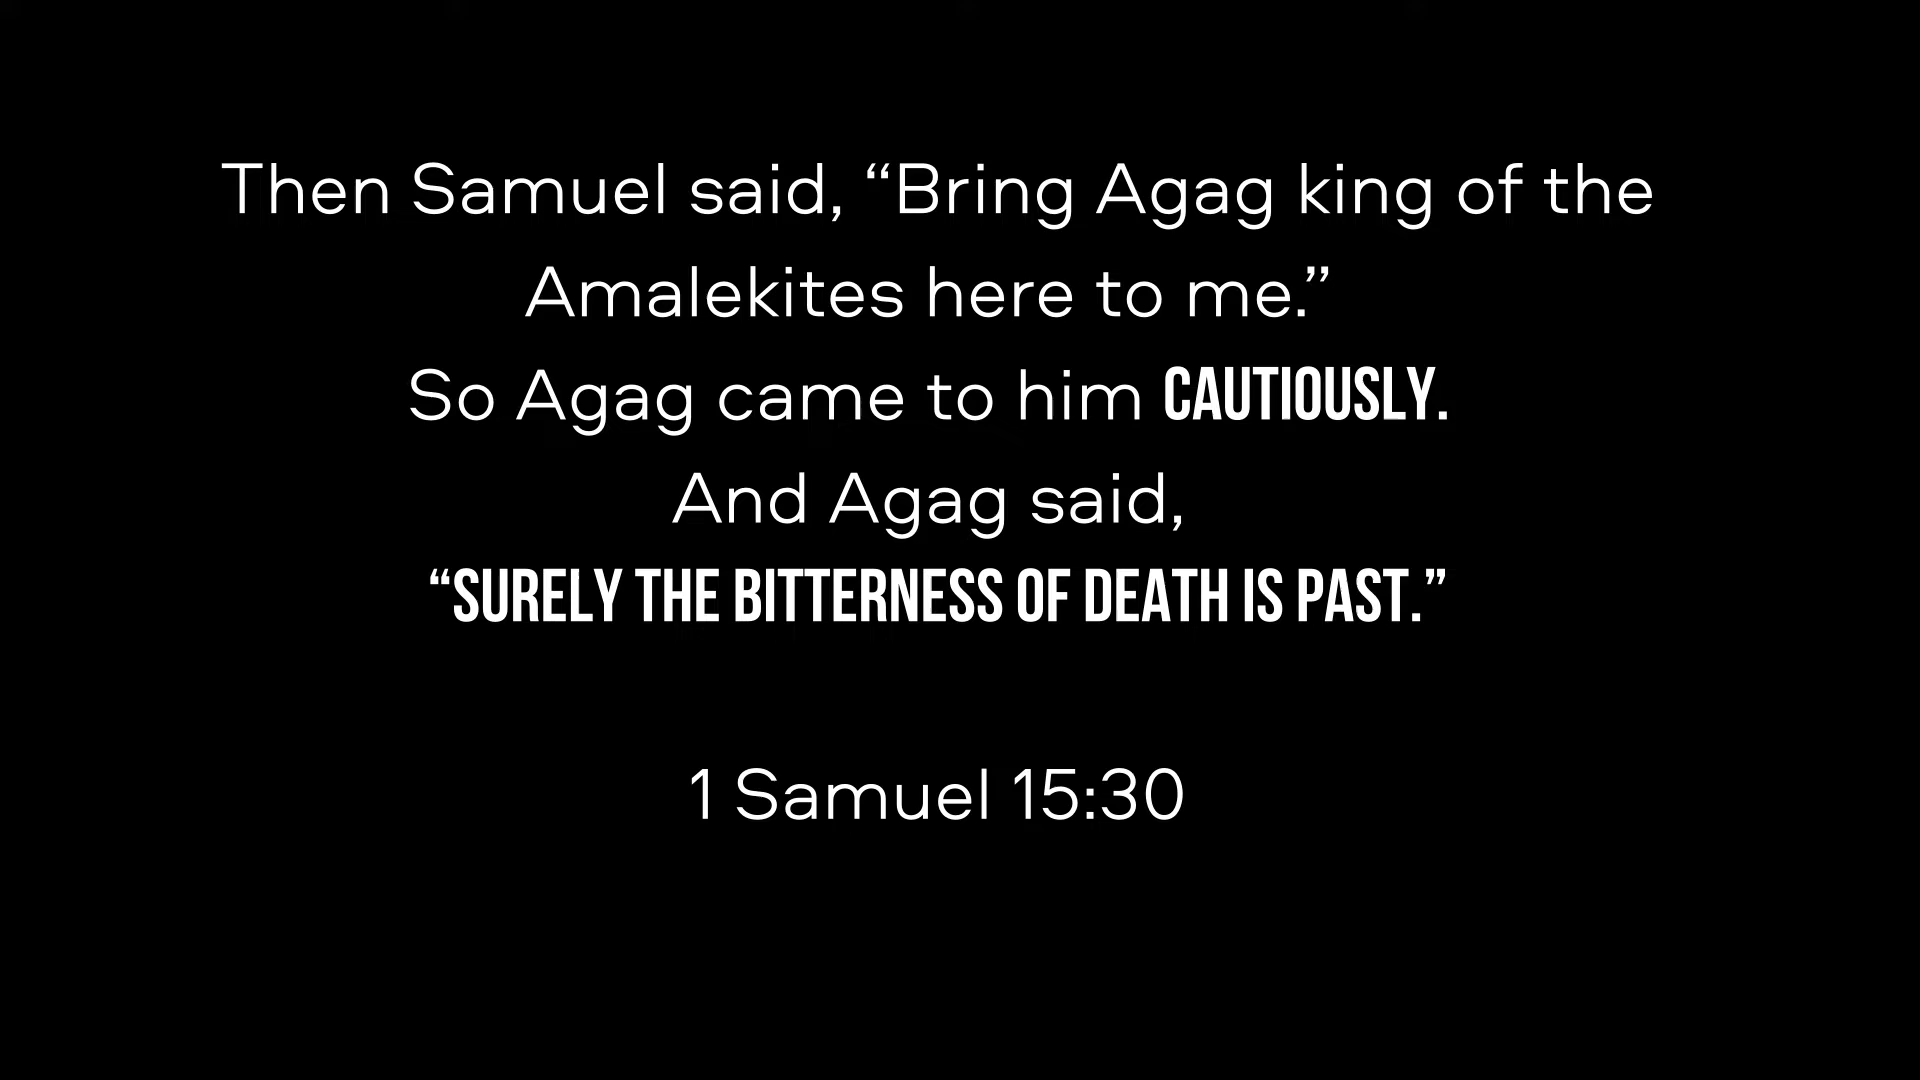 Then Samuel said, “Bring Agag king of the
Amalekites here to me.”
So Agag came to him CAUTIOUSLY.
And Agag said,
“SURELY THE BITTERNESS OF DEATH IS PAST.”
1 Samuel 15:30